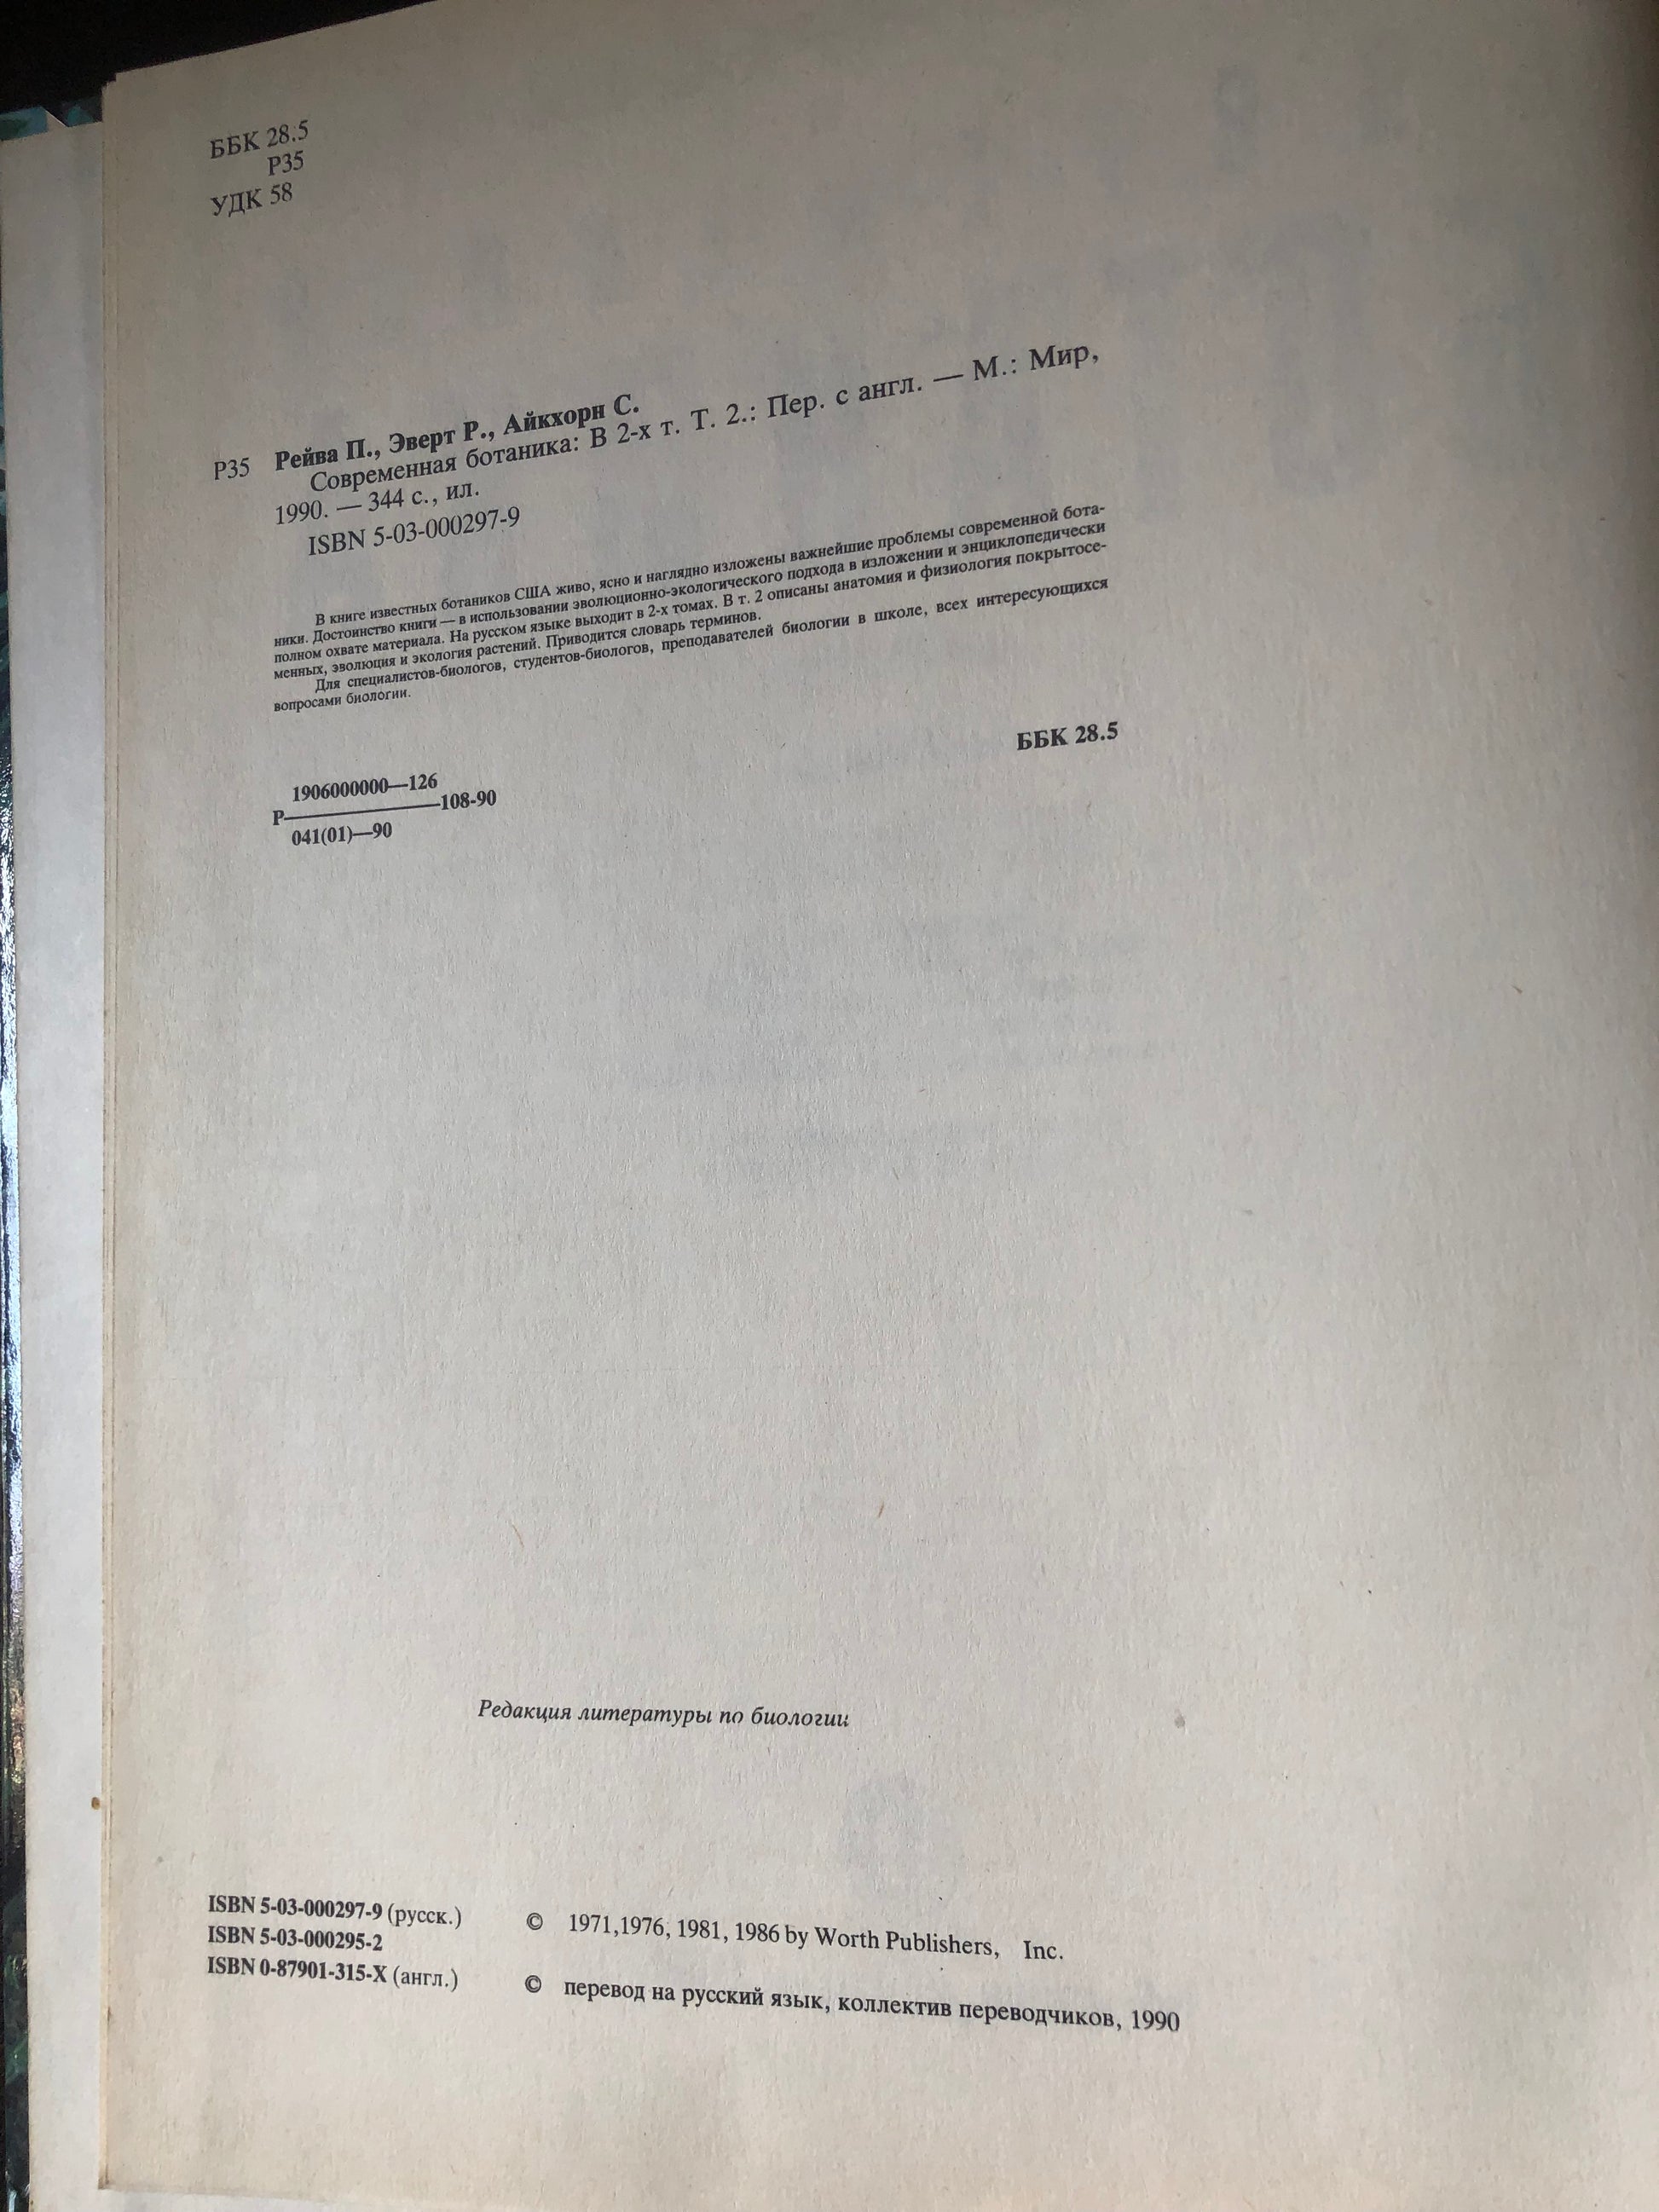 ББК 28.5
Р35
УДК 58
Р35 Рейва П., Эверт Р., Айкхорн С.
Современная ботаника: В 2-х т. Т. 2.: Пер. с англ. — М.: Мир,
1990. — 344 с., ил.
ISBN 5-03-000297-9
В книге известных ботаников США живо, ясно и наглядно изложены важнейшие проблемы современной бота-
ники. Достоинство книги — в использовании эволюционно-экологического подхода в изложении и энциклопедически
полном охвате материала. На русском языке выходит в 2-х томах. В т. 2 описаны анатомия и физиология покрытосе-
менных, эволюция и экология растений. Приводится словарь терминов.
Для специалистов-биологов, студентов-биологов, преподавателей биологии в школе, всех интересующихся
вопросами биологии.
ББК 28.5
1906000000—126
Р—108-90
041(01)—90
Редакция литературы по биологии
ISBN 5-03-000297-9 (русск.)
ISBN 5-03-000295-2
ISBN 0-87901-315-X (англ.)
© 1971,1976, 1981, 1986 by Worth Publishers, Inc.
© перевод на русский язык, коллектив переводчиков, 1990